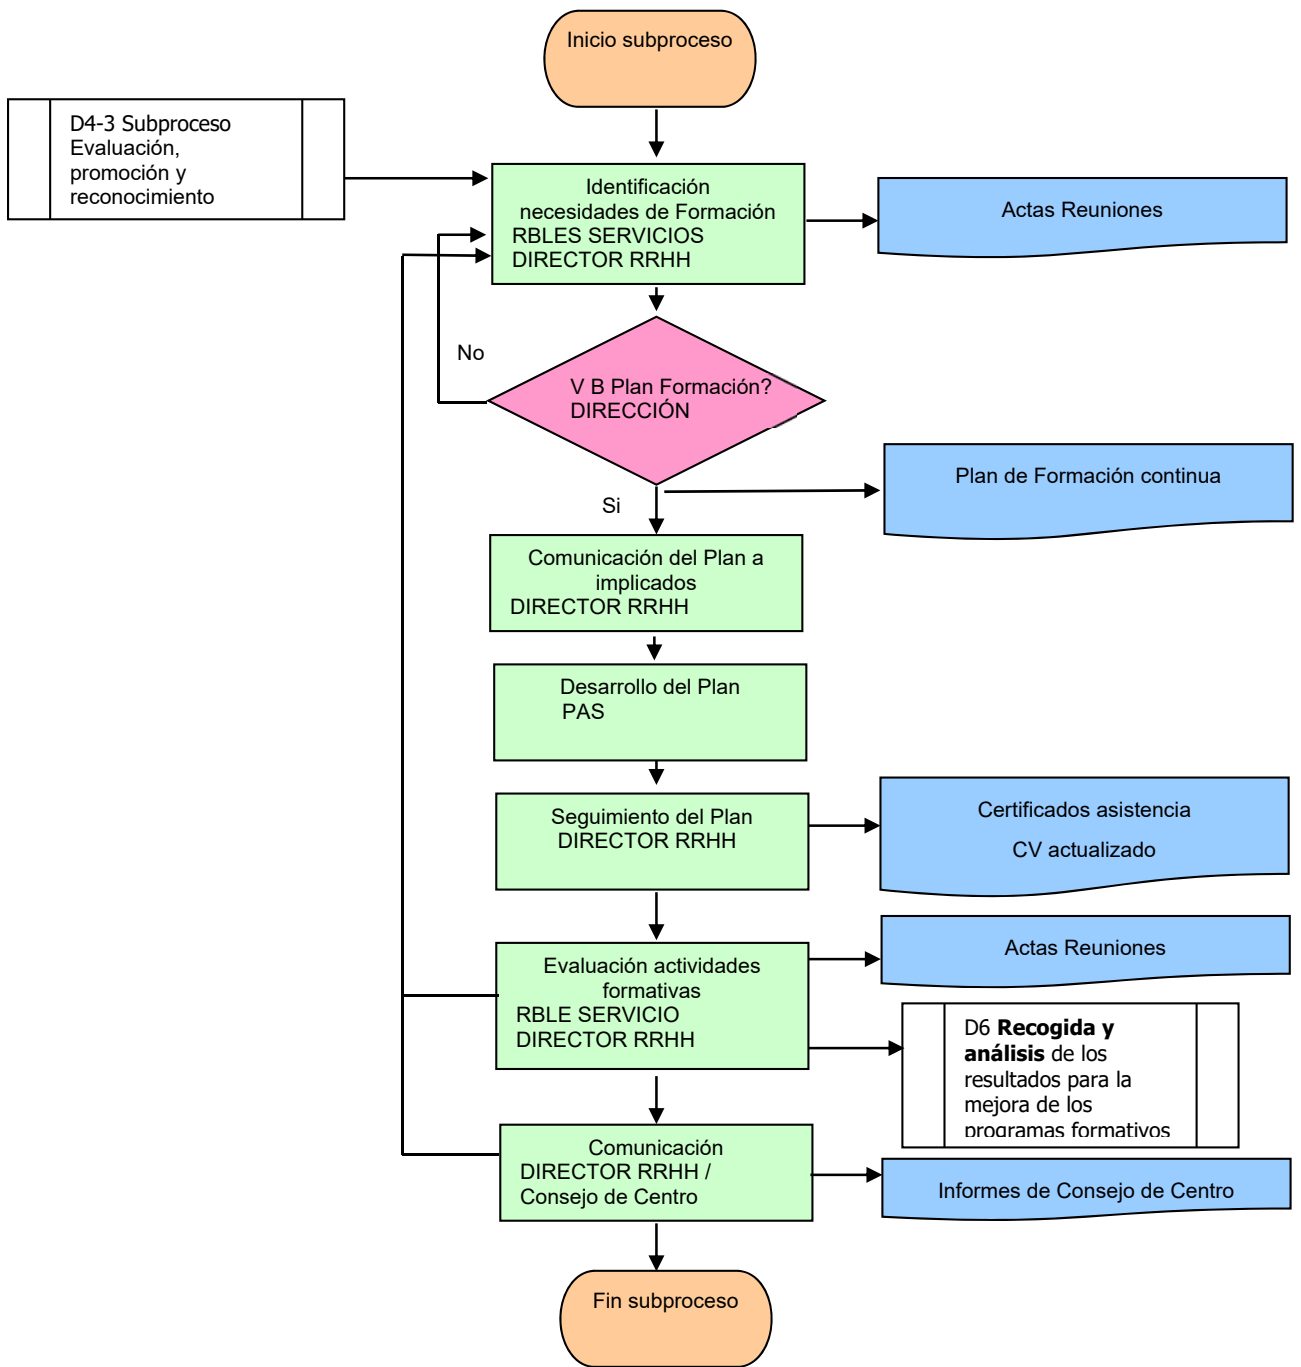 Inicio subproceso
D4-3 Subproceso
Evaluación,
promoción y
reconocimiento
Identificación
necesidades de Formación
RBLES SERVICIOS
DIRECTOR RRHH
Actas Reuniones
No
V B Plan Formación?
DIRECCIÓN
Plan de Formación continua
Si
Comunicación del Plan a
implicados
DIRECTOR RRHH
Desarrollo del Plan
PAS
Seguimiento del Plan
DIRECTOR RRHH
Certificados asistencia
CV actualizado
Evaluación actividades
formativas
RBLE SERVICIO
DIRECTOR RRHH
Actas Reuniones
D6 Recogida y
análisis de los
resultados para la
mejora de los
programas formativos
Comunicación
DIRECTOR RRHH /
Consejo de Centro
Informes de Consejo de Centro
Fin subproceso